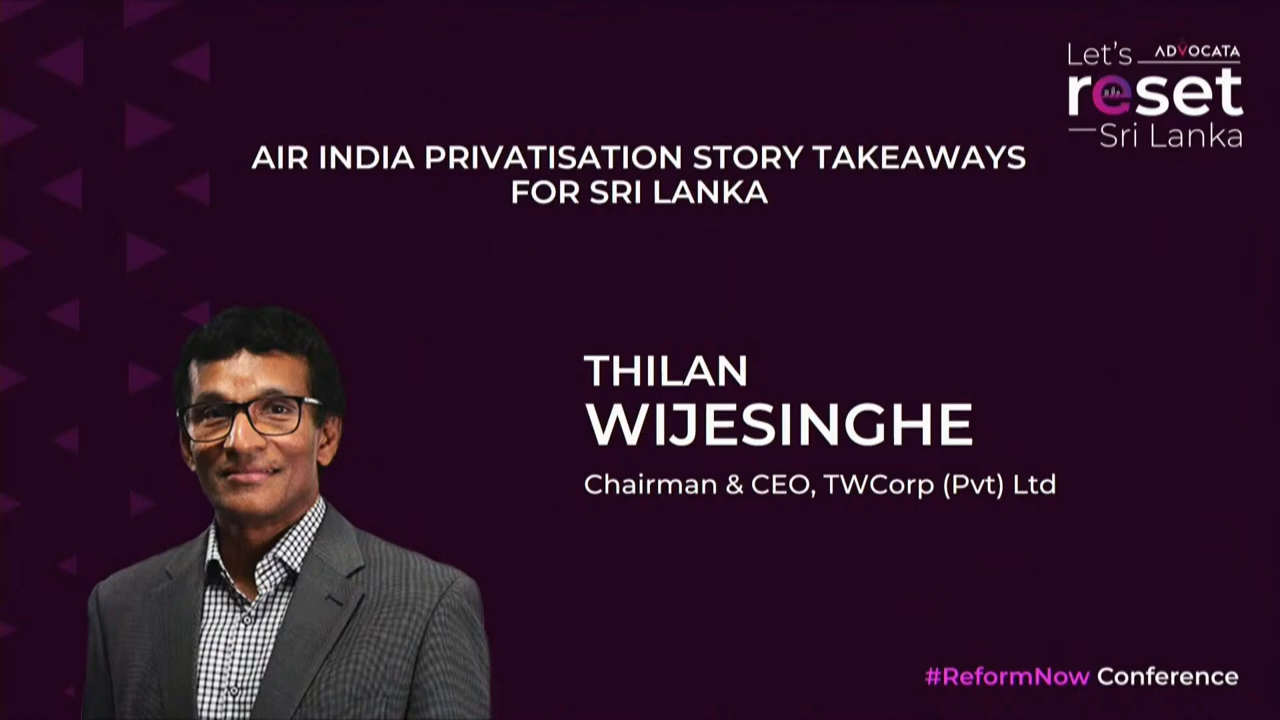 Let's ADVOCATA
reset
Sri Lanka
AIR INDIA PRIVATISATION STORY TAKEAWAYS
FOR SRI LANKA
THILAN
WIJESINGHE
Chairman & CEO, TWCorp (Pvt) Ltd
#ReformNow Conference